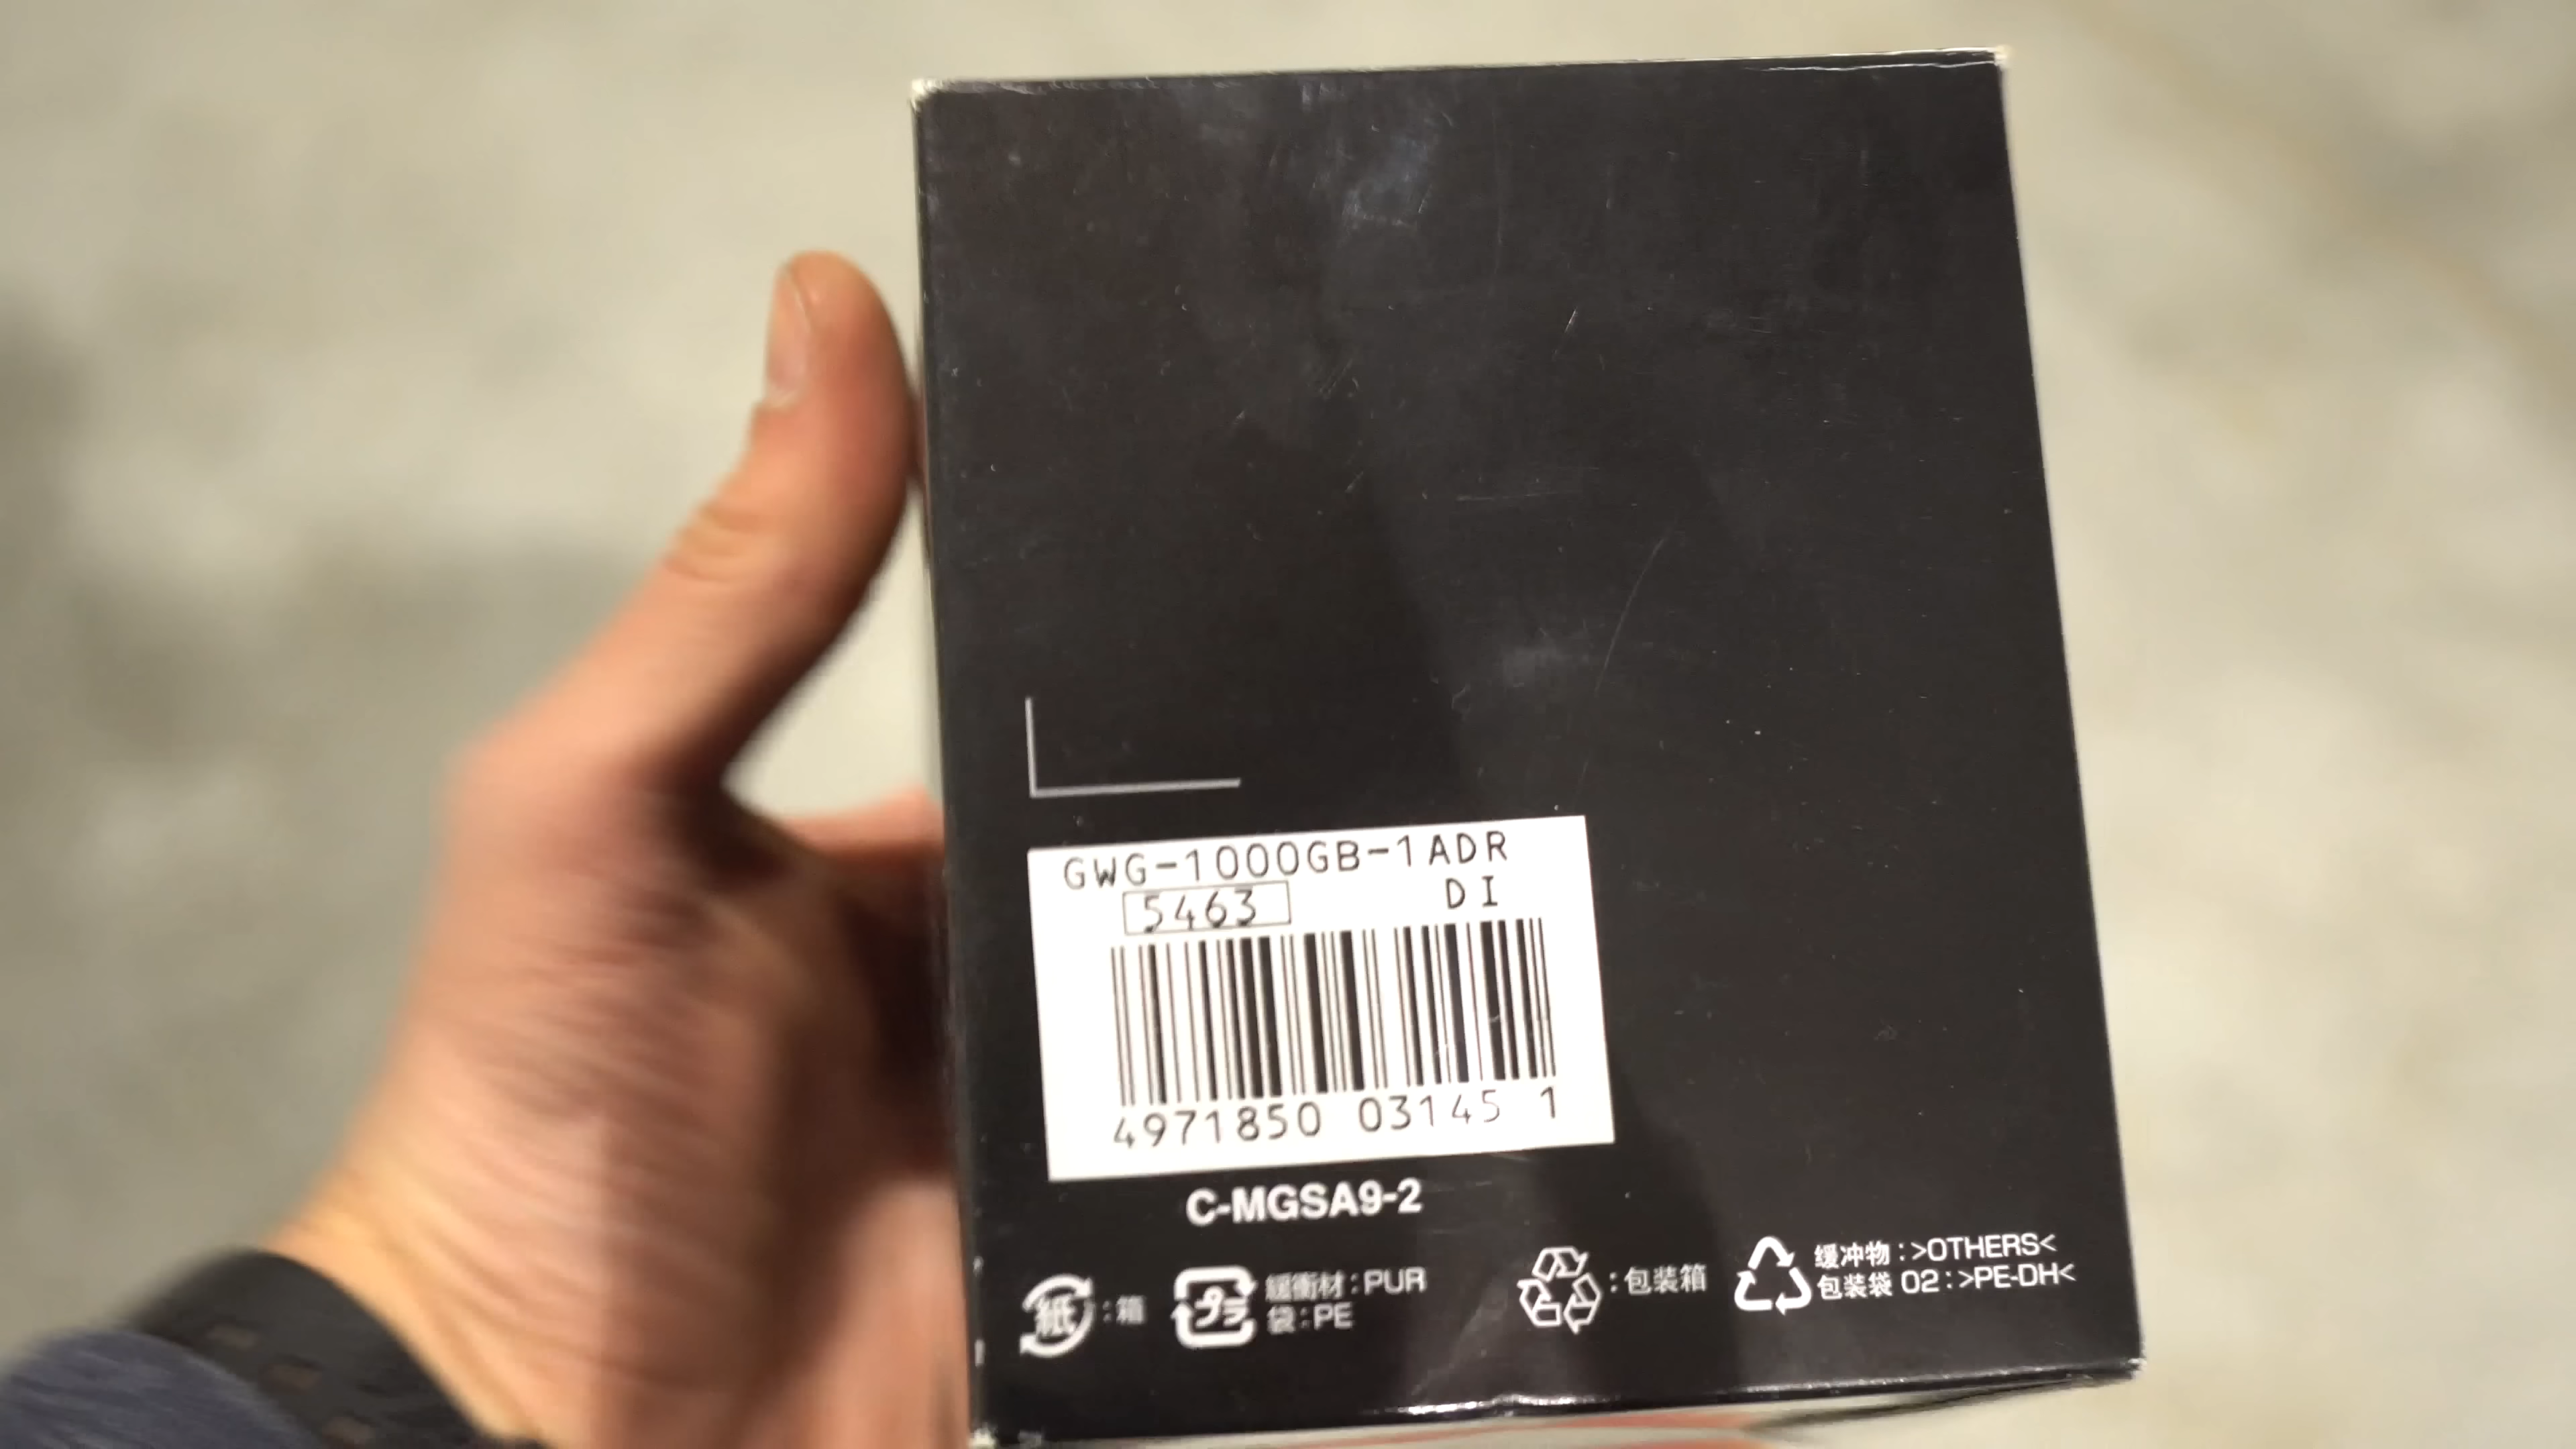 GWG-1000GB-1ADR
5463 DI
4971850 03145 1
C-MGSA9-2
紙:箱
プラ 緩衝材:PUR
袋:PE
:包装箱
缓冲物:>OTHERS<
包装袋 02:>PE-DH<